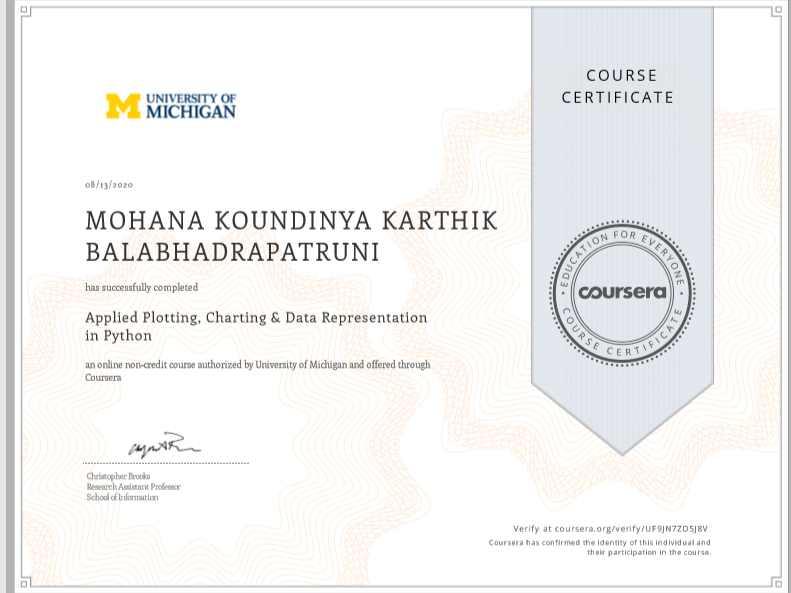 COURSE
CERTIFICATE
UNIVERSITY OF
MICHIGAN
08/13/2020
MOHANA KOUNDINYA KARTHIK
BALABHADRAPATRUNI
has successfully completed
Applied Plotting, Charting & Data Representation
in Python
an online non-credit course authorized by University of Michigan and offered through
Coursera
EDUCATION FOR EVERYONE
coursera
COURSE CERTIFICATE
Christopher Brooks
Research Assistant Professor
School of Information
Verify at coursera.org/verify/UF9JN7ZD5J8V
Coursera has confirmed the identity of this individual and
their participation in the course.